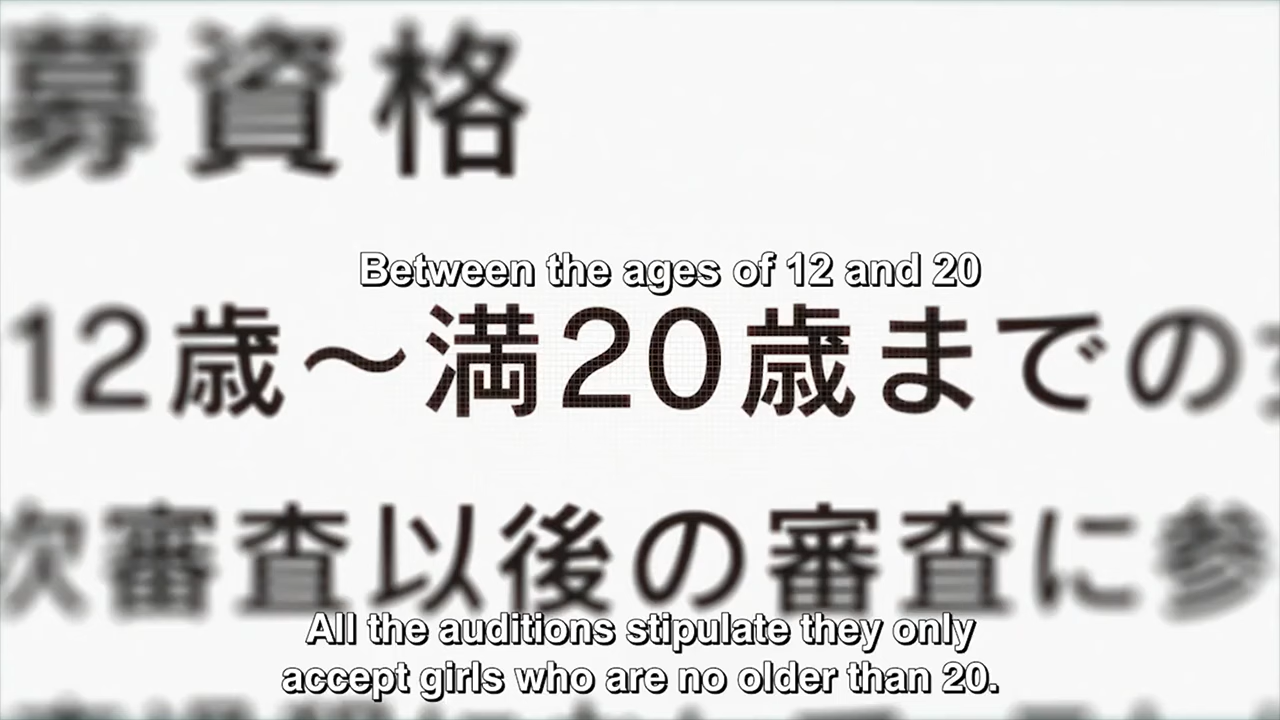 募資格
Between the ages of 12 and 20
12歳～満20歳までの
次審査以後の審査に参
All the auditions stipulate they only
accept girls who are no older than 20.